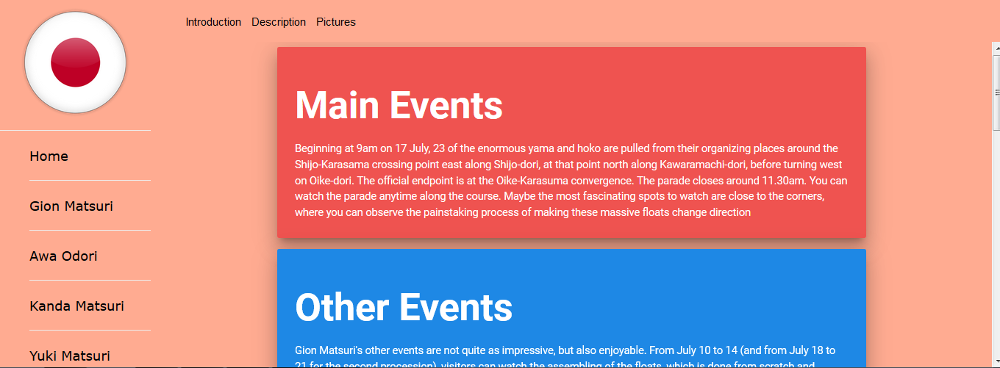 Introduction Description Pictures
Home
Gion Matsuri
Awa Odori
Kanda Matsuri
Yuki Matsuri
Main Events
Beginning at 9am on 17 July, 23 of the enormous yama and hoko are pulled from their organizing places around the
Shijo-Karasama crossing point east along Shijo-dori, at that point north along Kawaramachi-dori, before turning west
on Oike-dori. The official endpoint is at the Oike-Karasuma convergence. The parade closes around 11.30am. You can
watch the parade anytime along the course. Maybe the most fascinating spots to watch are close to the corners,
where you can observe the painstaking process of making these massive floats change direction
Other Events
Gion Matsuri's other events are not quite as impressive, but also enjoyable. From July 10 to 14 (and from July 18 to
21 for the second procession), visitors can watch the assembling of the floats, which is done from scratch and